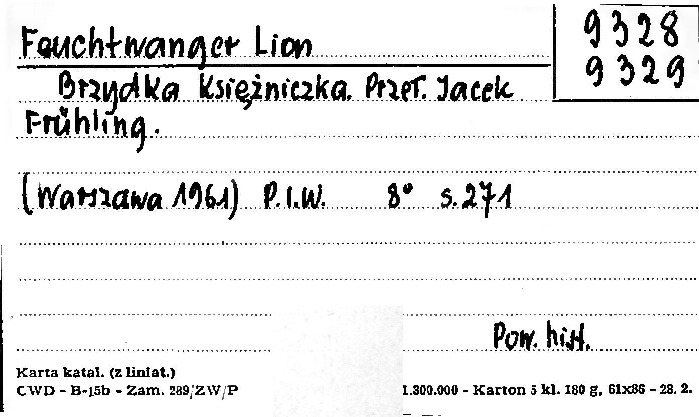 Feuchtwanger Lion
9328
9329
Brzydka Księżniczka. Przeł. Jacek
Frühling.
(Warszawa 1961) P.I.W. 8° s.271
Pow. hist.
Karta katal. (z liniat.)
CWD - B-15b - Zam. 289/ZW/P
1.300.000 - Karton 5 kl. 180 g, 61x86 - 28. 2.